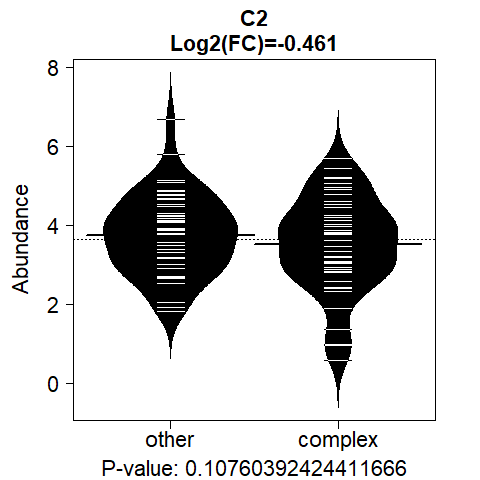 C2
Log2(FC)=-0.461
Abundance
8
6
4
2
0
other complex
P-value: 0.10760392424411666